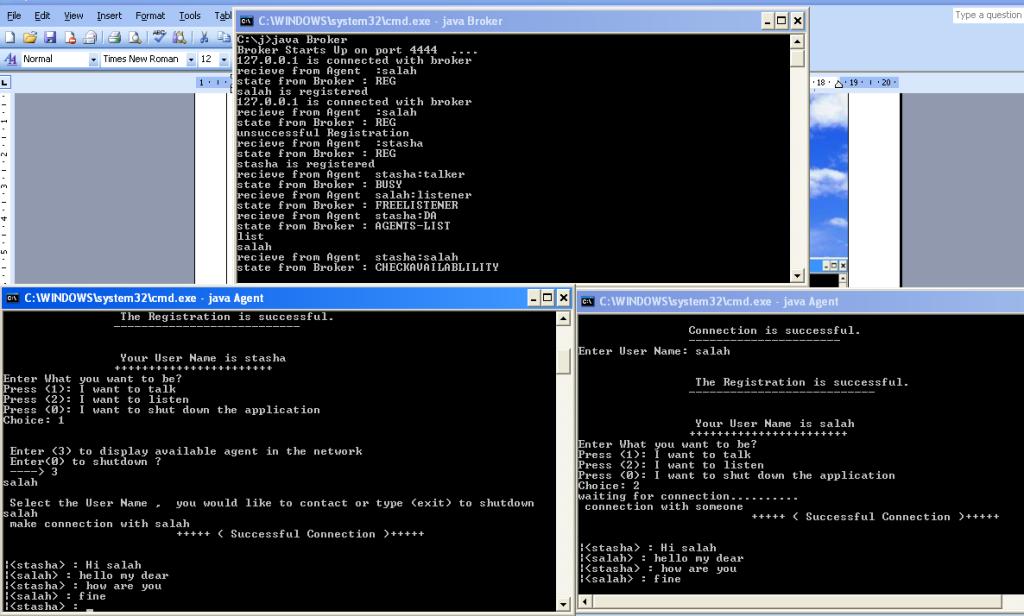 File Edit View Insert Format Tools Tabl
Type a question
Normal Times New Roman 12
C:\WINDOWS\system32\cmd.exe - java Broker
C:\j>java Broker
Broker Starts Up on port 4444 ....
127.0.0.1 is connected with broker
recieve from Agent :salah
state from Broker : REG
salah is registered
127.0.0.1 is connected with broker
recieve from Agent :salah
state from Broker : REG
unsuccessful Registration
recieve from Agent :stasha
state from Broker : REG
stasha is registered
recieve from Agent stasha:talker
state from Broker : BUSY
recieve from Agent salah:listener
state from Broker : FREELISTENER
recieve from Agent stasha:DA
state from Broker : AGENTS-LIST
list
salah
recieve from Agent stasha:salah
state from Broker : CHECKAVAILABLILITY
1
18 19 20
C:\WINDOWS\system32\cmd.exe - java Agent
The Registration is successful.
---------------------------
Your User Name is stasha
+++++++++++++++++++++++
Enter What you want to be?
Press (1): I want to talk
Press (2): I want to listen
Press (0): I want to shut down the application
Choice: 1
Enter (3) to display available agent in the network
Enter(0) to shutdown ?
----> 3
salah
Select the User Name , you would like to contact or type (exit) to shutdown
salah
make connection with salah
+++++ ( Successful Connection )+++++
|<stasha> : Hi salah
|<salah> : hello my dear
|<stasha> : how are you
|<salah> : fine
|<stasha> : _
C:\WINDOWS\system32\cmd.exe - java Agent
Connection is successful.
----------------------
Enter User Name: salah
The Registration is successful.
---------------------------
Your User Name is salah
+++++++++++++++++++++++
Enter What you want to be?
Press (1): I want to talk
Press (2): I want to listen
Press (0): I want to shut down the application
Choice: 2
waiting for connection..........
connection with someone
+++++ ( Successful Connection )+++++
|<stasha> : Hi salah
|<salah> : hello my dear
|<stasha> : how are you
|<salah> : fine